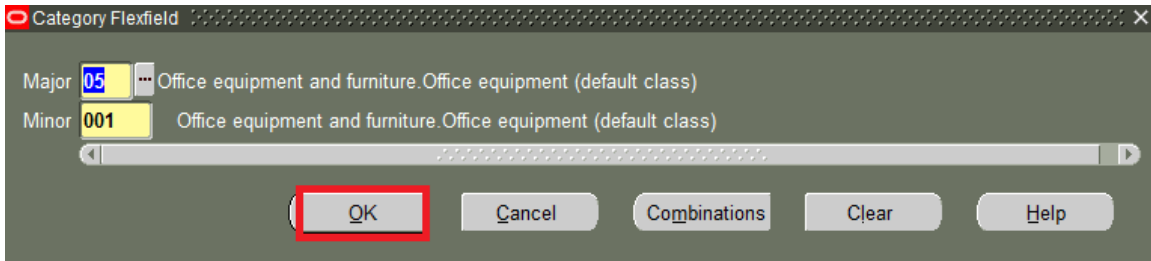 Category Flexfield
Major 05 ... Office equipment and furniture.Office equipment (default class)
Minor 001 Office equipment and furniture.Office equipment (default class)
OK Cancel Combinations Clear Help